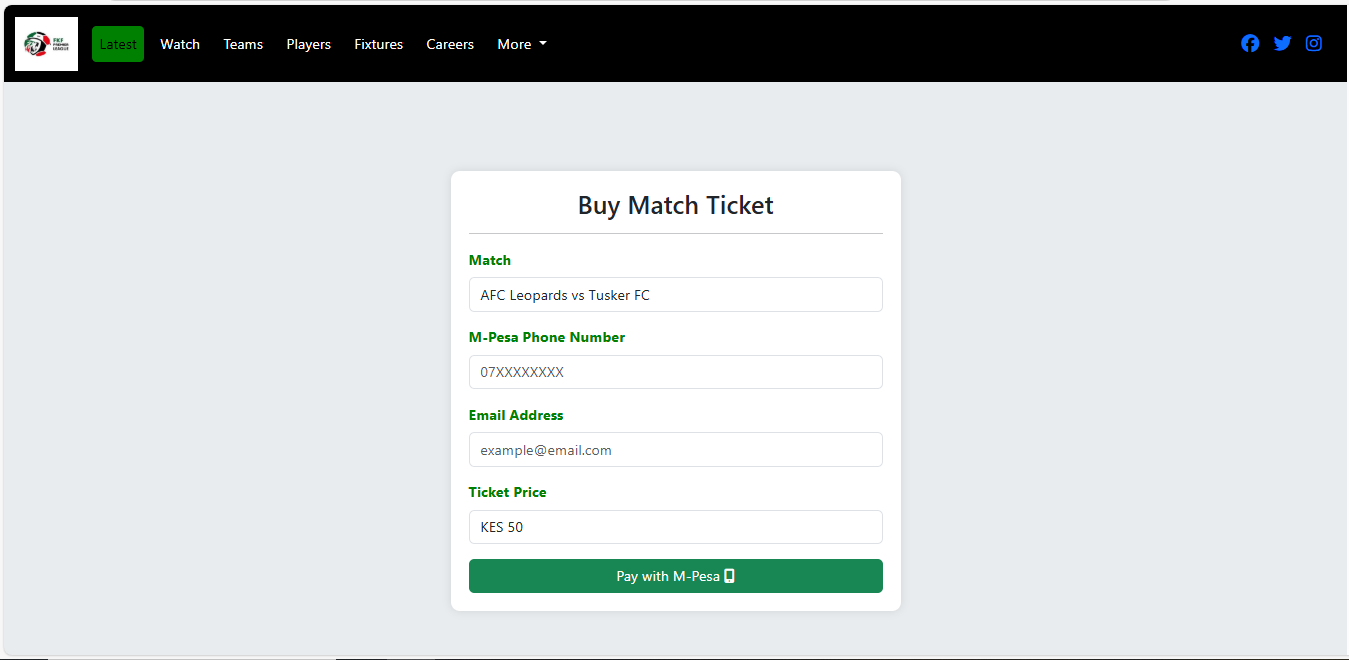 FKF
PREMIER
LEAGUE
Latest Watch Teams Players Fixtures Careers More
Buy Match Ticket
Match
AFC Leopards vs Tusker FC
M-Pesa Phone Number
07XXXXXXXX
Email Address
example@email.com
Ticket Price
KES 50
Pay with M-Pesa